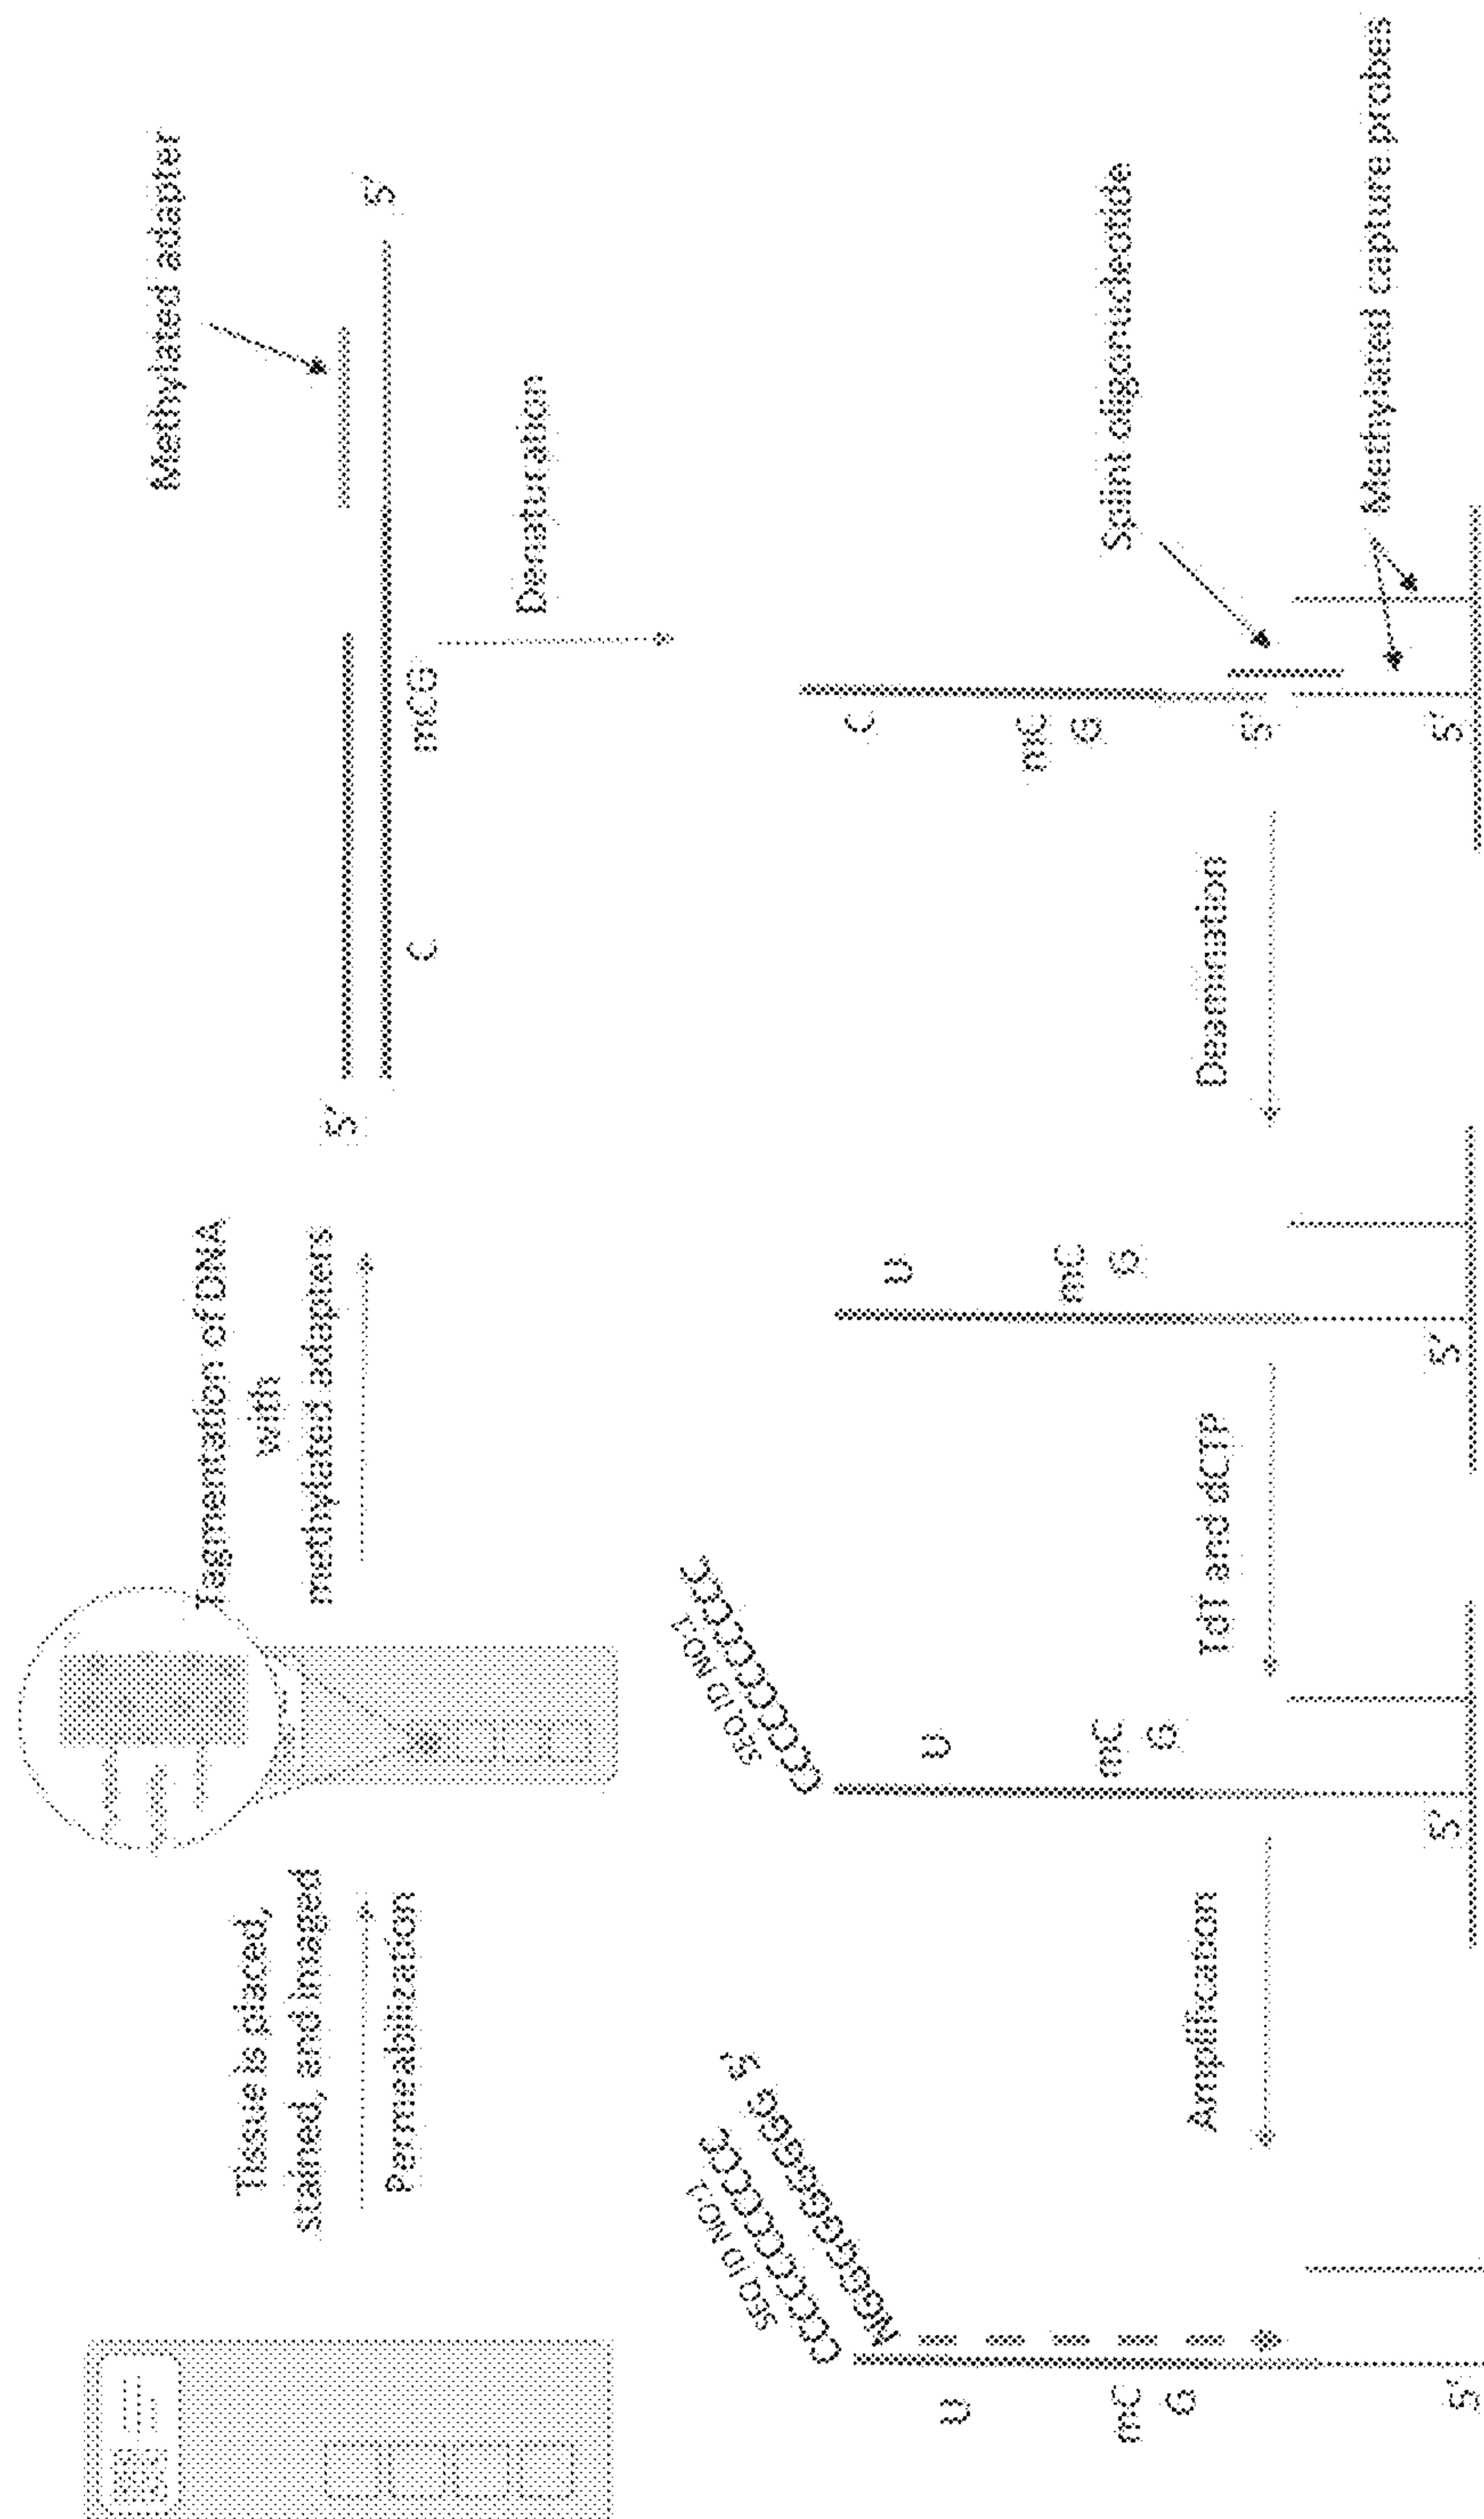 Tissue is placed,
stained, and imaged
Permeabilization
Tagmentation of DNA
with
methylated adapters
Methylated adapter
5'
5'
C
mCG
Denaturation
Splint oligonucleotide
Methylated capture probes
C
mC
G
5'
5'
Deamination
U
mC
G
5'
TdT and dCTP
CCCCCCCCCC
SEQ ID NO.1
U
mC
G
5'
Amplification
5'
CCCCCCCCCC
SEQ ID NO.1
U
mC
G
5'